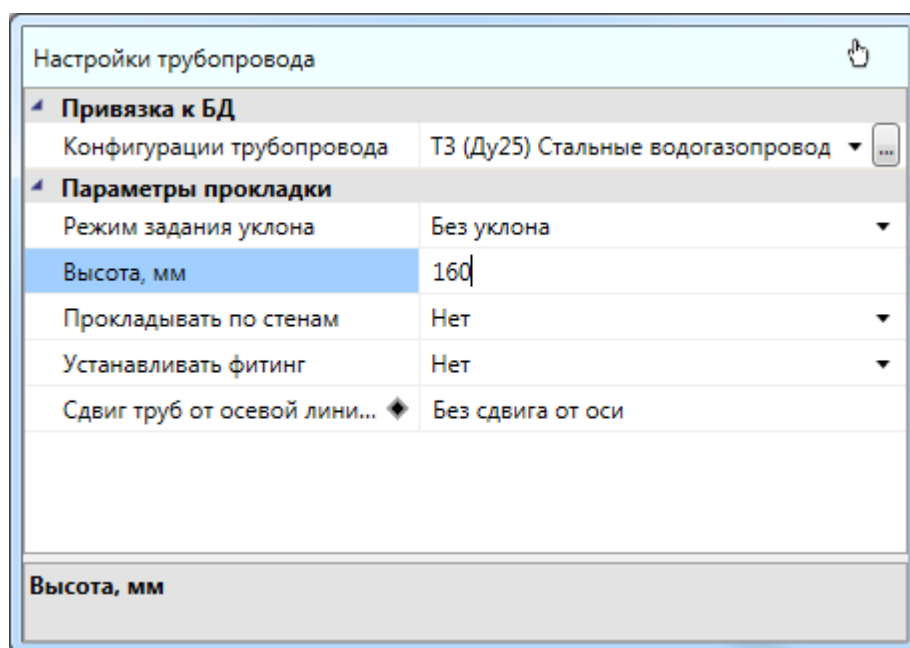 Настройки трубопровода
Привязка к БД
Конфигурации трубопровода Т3 (Ду25) Стальные водогазопровод ...
Параметры прокладки
Режим задания уклона Без уклона
Высота, мм 160
Прокладывать по стенам Нет
Устанавливать фитинг Нет
Сдвиг труб от осевой лини... Без сдвига от оси
Высота, мм